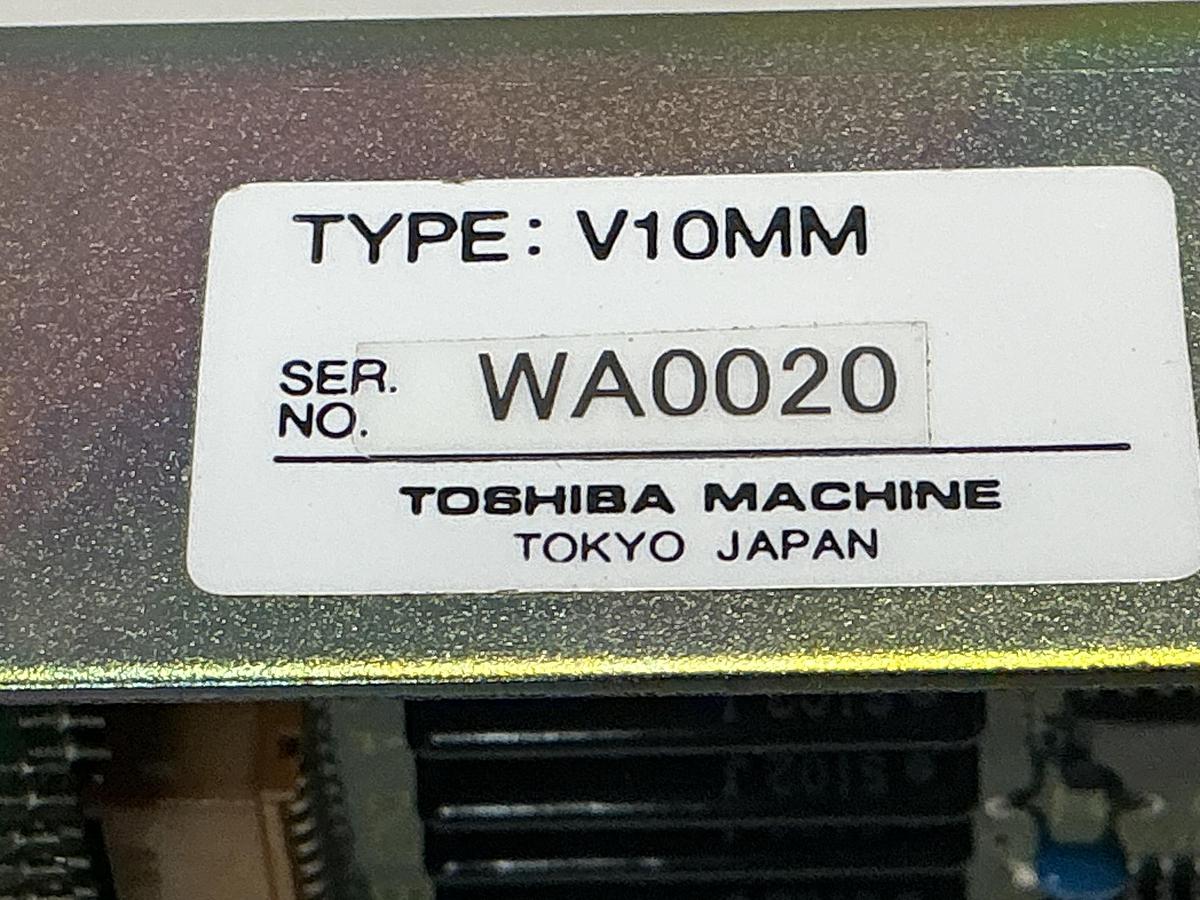 TYPE: V10MM
SER. NO. WA0020
TOSHIBA MACHINE
TOKYO JAPAN